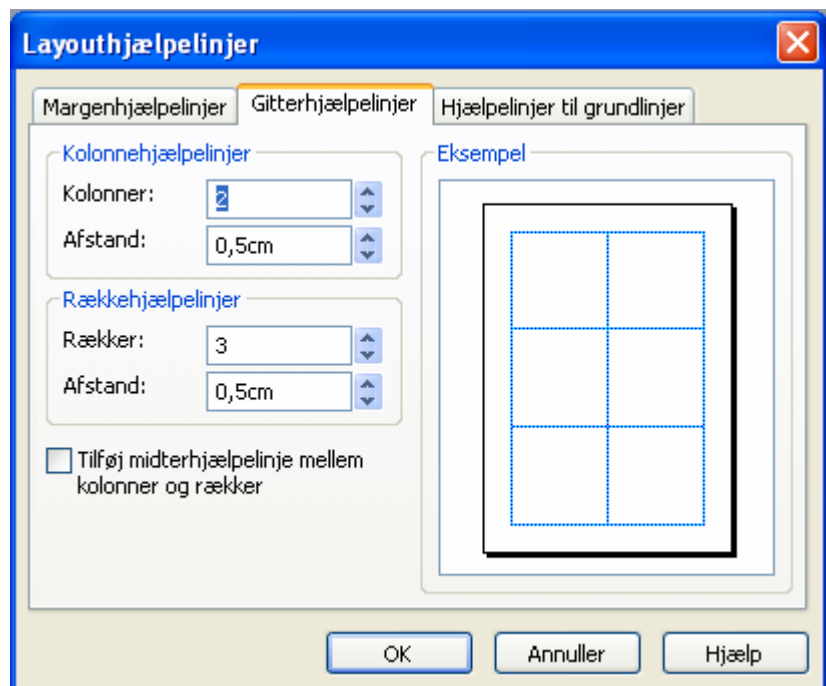 Layouthjælpelinjer
Margenhjælpelinjer
Gitterhjælpelinjer
Hjælpelinjer til grundlinjer
Kolonnehjælpelinjer
Kolonner:
2
Afstand:
0,5cm
Rækkehjælpelinjer
Rækker:
3
Afstand:
0,5cm
Tilføj midterhjælpelinje mellem
kolonner og rækker
Eksempel
OK
Annuller
Hjælp